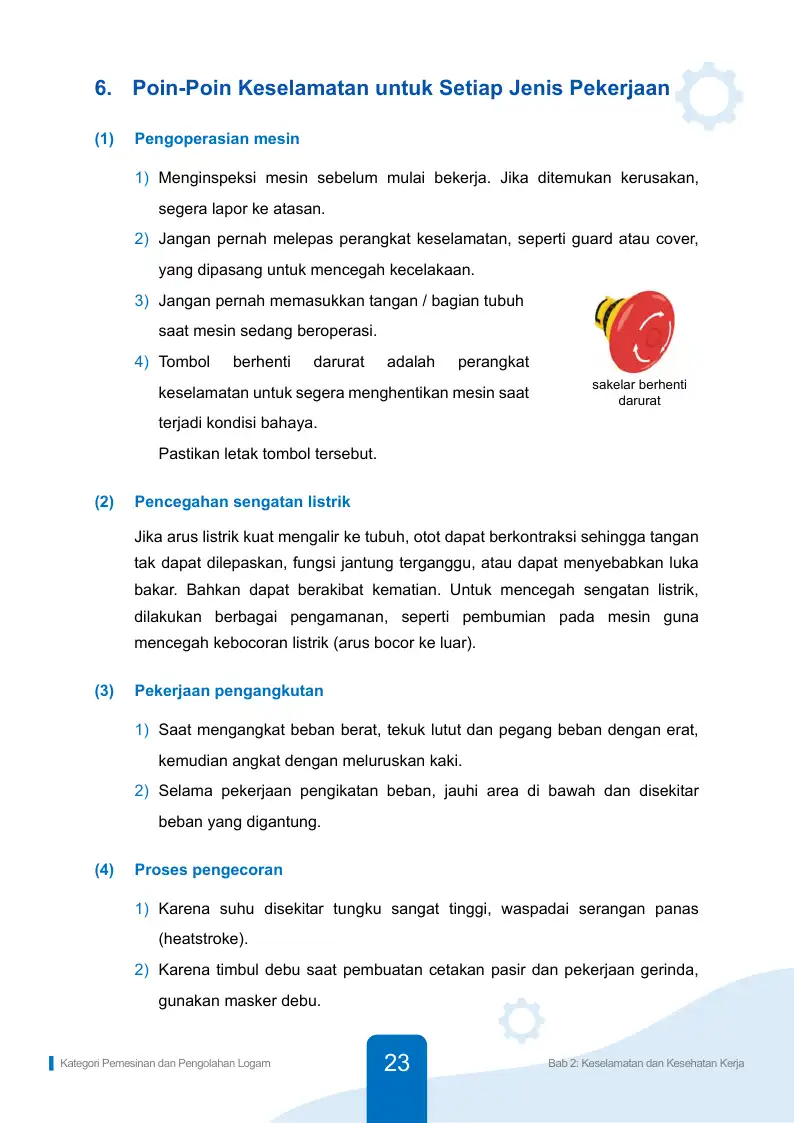 6. Poin-Poin Keselamatan untuk Setiap Jenis Pekerjaan
(1) Pengoperasian mesin
1) Menginspeksi mesin sebelum mulai bekerja. Jika ditemukan kerusakan,
segera lapor ke atasan.
2) Jangan pernah melepas perangkat keselamatan, seperti guard atau cover,
yang dipasang untuk mencegah kecelakaan.
3) Jangan pernah memasukkan tangan / bagian tubuh
saat mesin sedang beroperasi.
4) Tombol berhenti darurat adalah perangkat
keselamatan untuk segera menghentikan mesin saat
terjadi kondisi bahaya.
Pastikan letak tombol tersebut.
sakelar berhenti
darurat
(2) Pencegahan sengatan listrik
Jika arus listrik kuat mengalir ke tubuh, otot dapat berkontraksi sehingga tangan
tak dapat dilepaskan, fungsi jantung terganggu, atau dapat menyebabkan luka
bakar. Bahkan dapat berakibat kematian. Untuk mencegah sengatan listrik,
dilakukan berbagai pengamanan, seperti pembumian pada mesin guna
mencegah kebocoran listrik (arus bocor ke luar).
(3) Pekerjaan pengangkutan
1) Saat mengangkat beban berat, tekuk lutut dan pegang beban dengan erat,
kemudian angkat dengan meluruskan kaki.
2) Selama pekerjaan pengikatan beban, jauhi area di bawah dan disekitar
beban yang digantung.
(4) Proses pengecoran
1) Karena suhu disekitar tungku sangat tinggi, waspadai serangan panas
(heatstroke).
2) Karena timbul debu saat pembuatan cetakan pasir dan pekerjaan gerinda,
gunakan masker debu.
Kategori Pemesinan dan Pengolahan Logam
23
Bab 2: Keselamatan dan Kesehatan Kerja